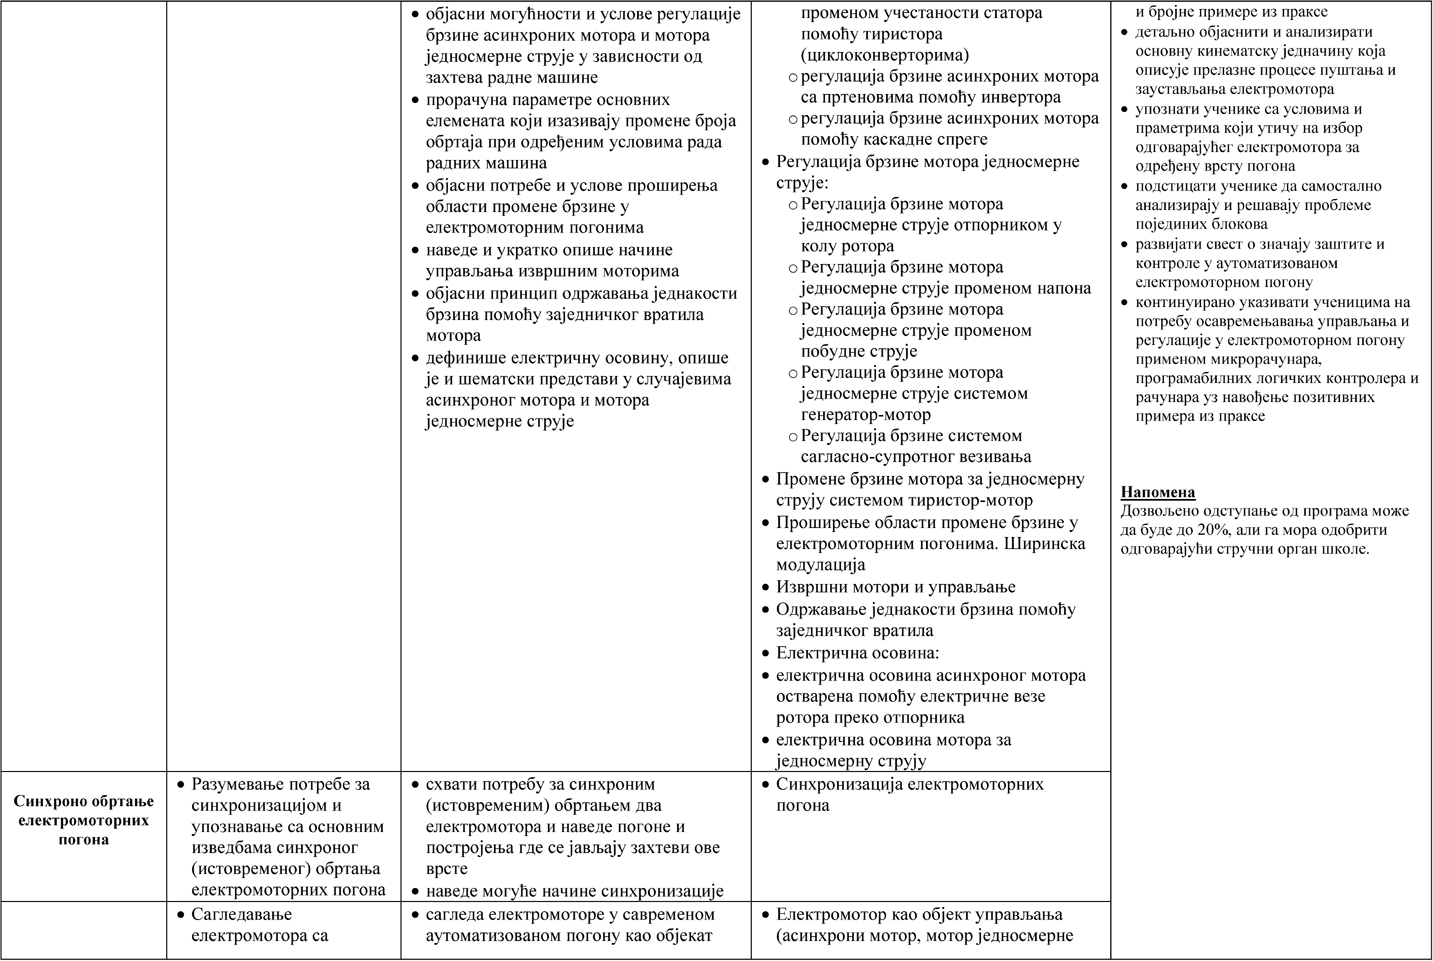 • објасни могућности и услове регулације
брзине асинхроних мотора и мотора
једносмерне струје у зависности од
захтева радне машине
• прорачуна параметре основних
елемената који изазивају промене броја
обртаја при одређеним условима рада
радних машина
• објасни потребе и услове проширења
области промене брзине у
електромоторним погонима
• наведе и укратко опише начине
управљања извршним моторима
• објасни принцип одржавања једнакости
брзина помоћу заједничког вратила
мотора
• дефинише електричну осовину, опише
је и шематски представи у случајевима
асинхроног мотора и мотора
једносмерне струје
променом учестаности статора
помоћу тиристора
(циклоконверторима)
o регулација брзине асинхроних мотора
са пртеновима помоћу инвертора
o регулација брзине асинхроних мотора
помоћу каскадне спреге
• Регулација брзине мотора једносмерне
струје:
o Регулација брзине мотора
једносмерне струје отпорником у
колу ротора
o Регулација брзине мотора
једносмерне струје променом напона
o Регулација брзине мотора
једносмерне струје променом
побудне струје
o Регулација брзине мотора
једносмерне струје системом
генератор-мотор
o Регулација брзине системом
сагласно-супротног везивања
• Промене брзине мотора за једносмерну
струју системом тиристор-мотор
• Проширење области промене брзине у
електромоторним погонима. Ширинска
модулација
• Извршни мотори и управљање
• Одржавање једнакости брзина помоћу
заједничког вратила
• Електрична осовина:
• електрична осовина асинхроног мотора
остварена помоћу електричне везе
ротора преко отпорника
• електрична осовина мотора за
једносмерну струју
и бројне примере из праксе
• детаљно објаснити и анализирати
основну кинематску једначину која
описује прелазне процесе пуштања и
заустављања електромотора
• упознати ученике са условима и
праметрима који утичу на избор
одговарајућег електромотора за
одређену врсту погона
• подстицати ученике да самостално
анализирају и решавају проблеме
појединих блокова
• развијати свест о значају заштите и
контроле у аутоматизованом
електромоторном погону
• континуирано указивати ученицима на
потребу осавремењавања управљања и
регулације у електромоторном погону
применом микрорачунара,
програмабилних логичких контролера и
рачунара уз навођење позитивних
примера из праксе
Напомена
Дозвољено одступање од програма може
да буде до 20%, али га мора одобрити
одговарајући стручни орган школе.
Синхроно обртање
електромоторних
погона
• Разумевање потребе за
синхронизацијом и
упознавање са основним
изведбама синхроног
(истовременог) обртања
електромоторних погона
• схвати потребу за синхроним
(истовременим) обртањем два
електромотора и наведе погоне и
постројења где се јављају захтеви ове
врсте
• наведе могуће начине синхронизације
• Синхронизација електромоторних
погона
• Сагледавање
електромотора са
• сагледа електромоторе у савременом
аутоматизованом погону као објекат
• Електромотор као објект управљања
(асинхрони мотор, мотор једносмерне